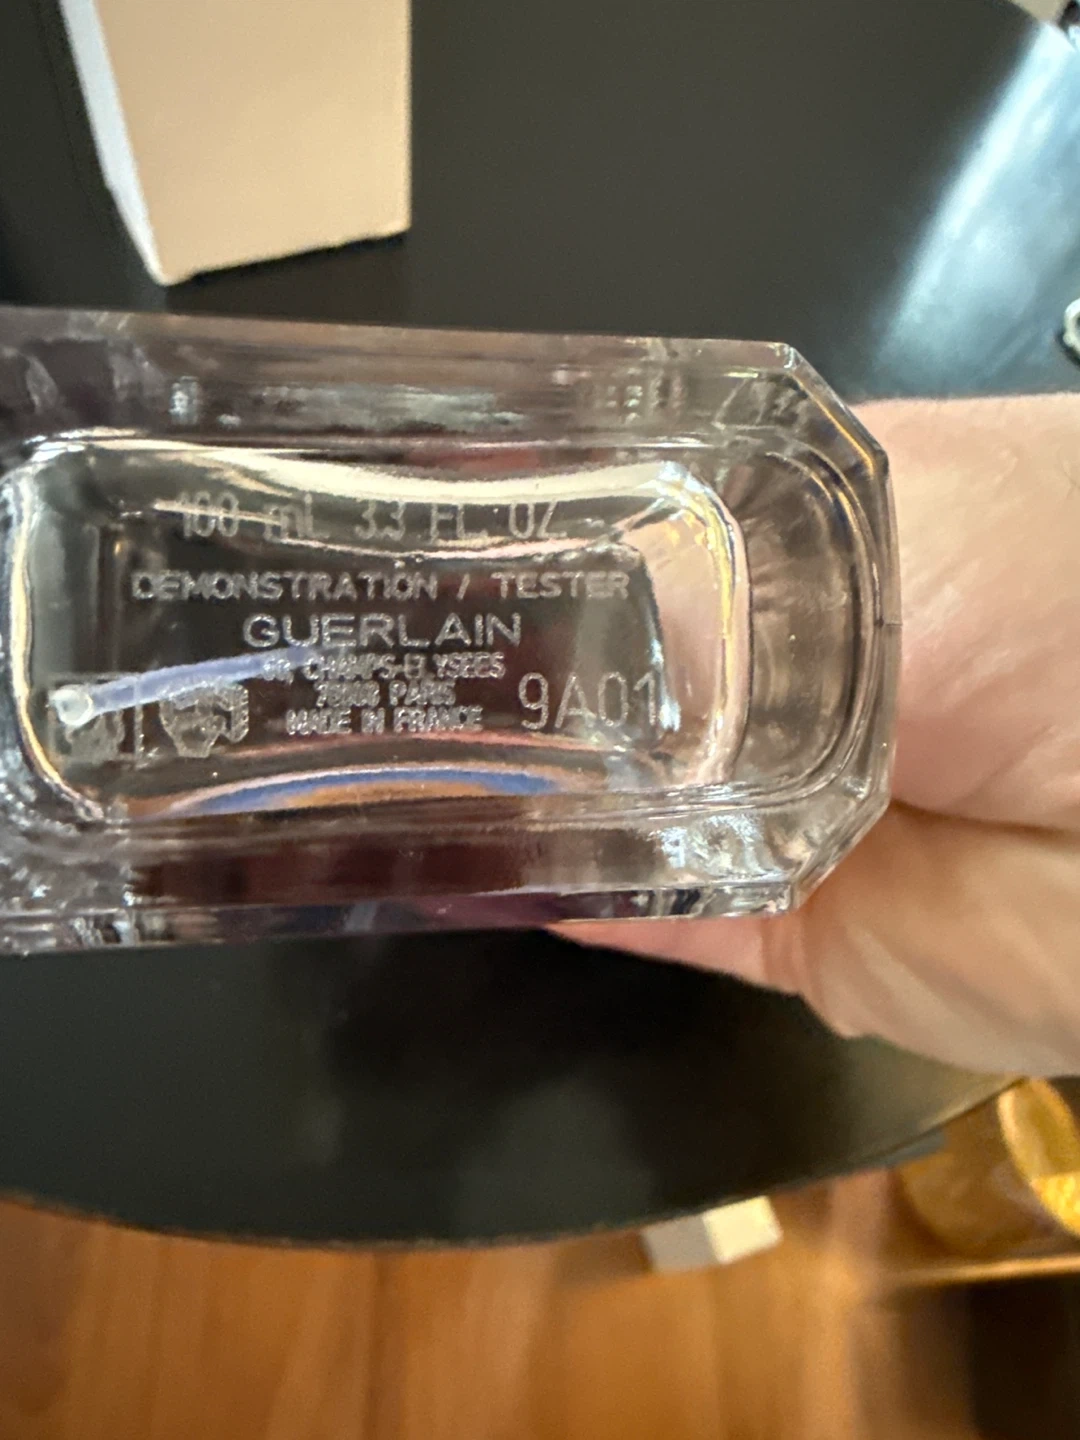 100 ml 3.3 FL. OZ
DEMONSTRATION / TESTER
GUERLAIN
68, CHAMPS-ELYSEES
75008 PARIS
MADE IN FRANCE
9A01